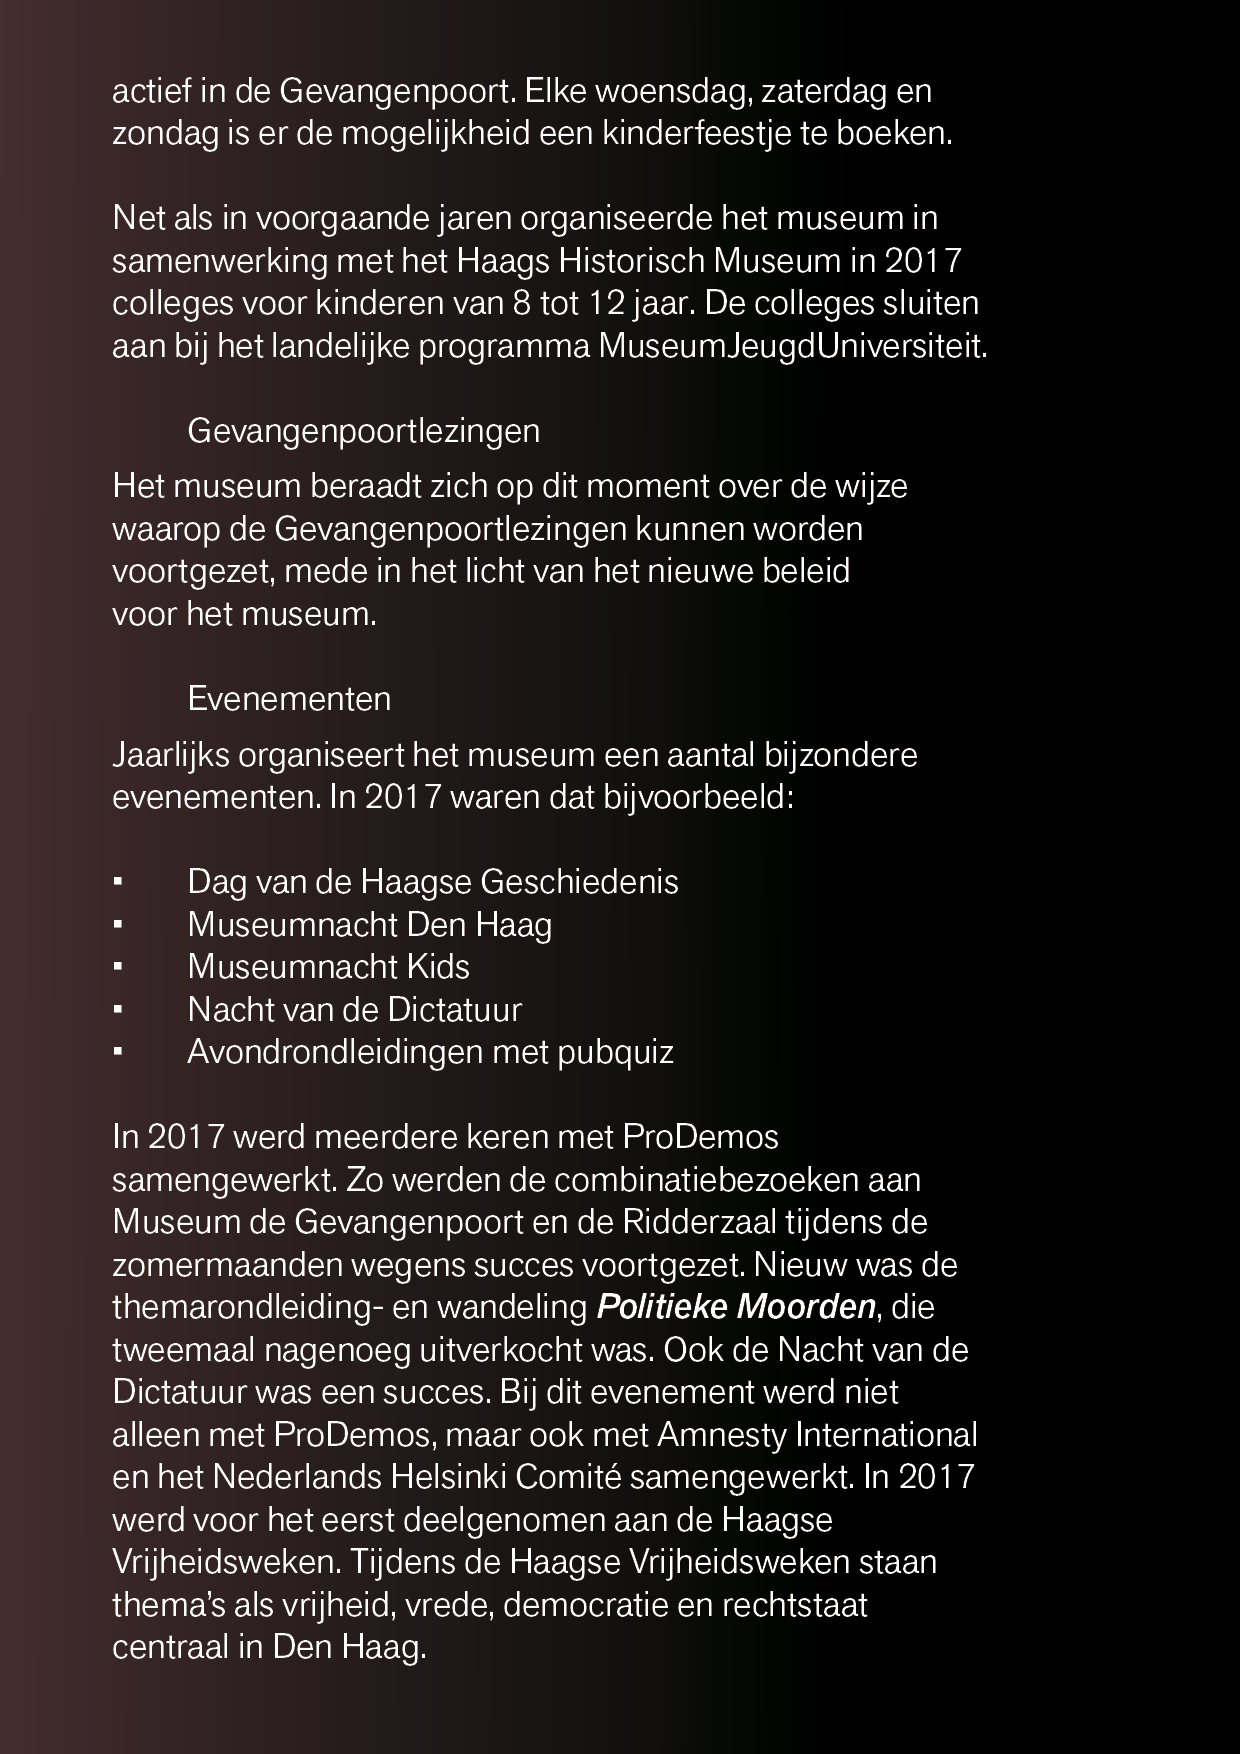 actief in de Gevangenpoort. Elke woensdag, zaterdag en
zondag is er de mogelijkheid een kinderfeestje te boeken.
Net als in voorgaande jaren organiseerde het museum in
samenwerking met het Haags Historisch Museum in 2017
colleges voor kinderen van 8 tot 12 jaar. De colleges sluiten
aan bij het landelijke programma MuseumJeugdUniversiteit.
Gevangenpoortlezingen
Het museum beraadt zich op dit moment over de wijze
waarop de Gevangenpoortlezingen kunnen worden
voortgezet, mede in het licht van het nieuwe beleid
voor het museum.
Evenementen
Jaarlijks organiseert het museum een aantal bijzondere
evenementen. In 2017 waren dat bijvoorbeeld:
▪ Dag van de Haagse Geschiedenis
▪ Museumnacht Den Haag
▪ Museumnacht Kids
▪ Nacht van de Dictatuur
▪ Avondrondleidingen met pubquiz
In 2017 werd meerdere keren met ProDemos
samengewerkt. Zo werden de combinatiebezoeken aan
Museum de Gevangenpoort en de Ridderzaal tijdens de
zomermaanden wegens succes voortgezet. Nieuw was de
themarondleiding- en wandeling Politieke Moorden, die
tweemaal nagenoeg uitverkocht was. Ook de Nacht van de
Dictatuur was een succes. Bij dit evenement werd niet
alleen met ProDemos, maar ook met Amnesty International
en het Nederlands Helsinki Comité samengewerkt. In 2017
werd voor het eerst deelgenomen aan de Haagse
Vrijheidsweken. Tijdens de Haagse Vrijheidsweken staan
thema’s als vrijheid, vrede, democratie en rechtstaat
centraal in Den Haag.